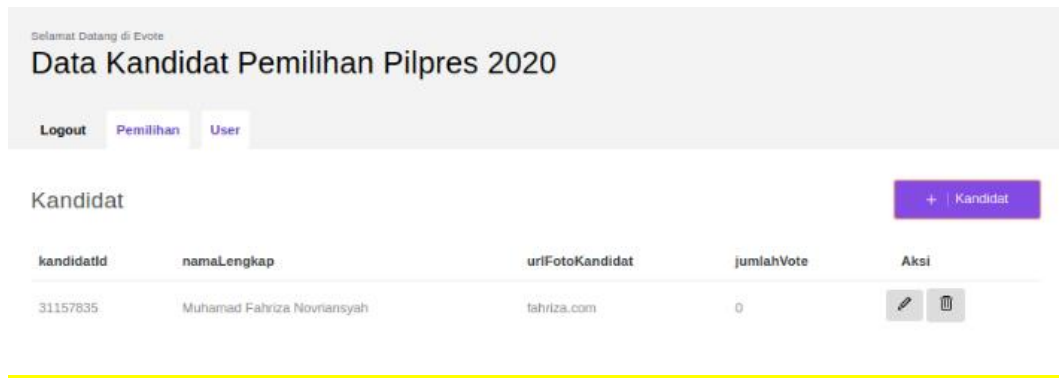 Selamat Datang di Evote
Data Kandidat Pemilihan Pilpres 2020
Logout Pemilihan User
Kandidat
+ | Kandidat
kandidatId namaLengkap urlFotoKandidat jumlahVote Aksi
31157835 Muhamad Fahriza Novriansyah fahriza.com 0